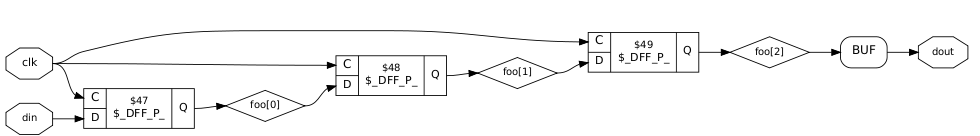 clk
din
C
D
$47
$_DFF_P_
Q
foo[0]
C
D
$48
$_DFF_P_
Q
foo[1]
C
D
$49
$_DFF_P_
Q
foo[2]
BUF
dout